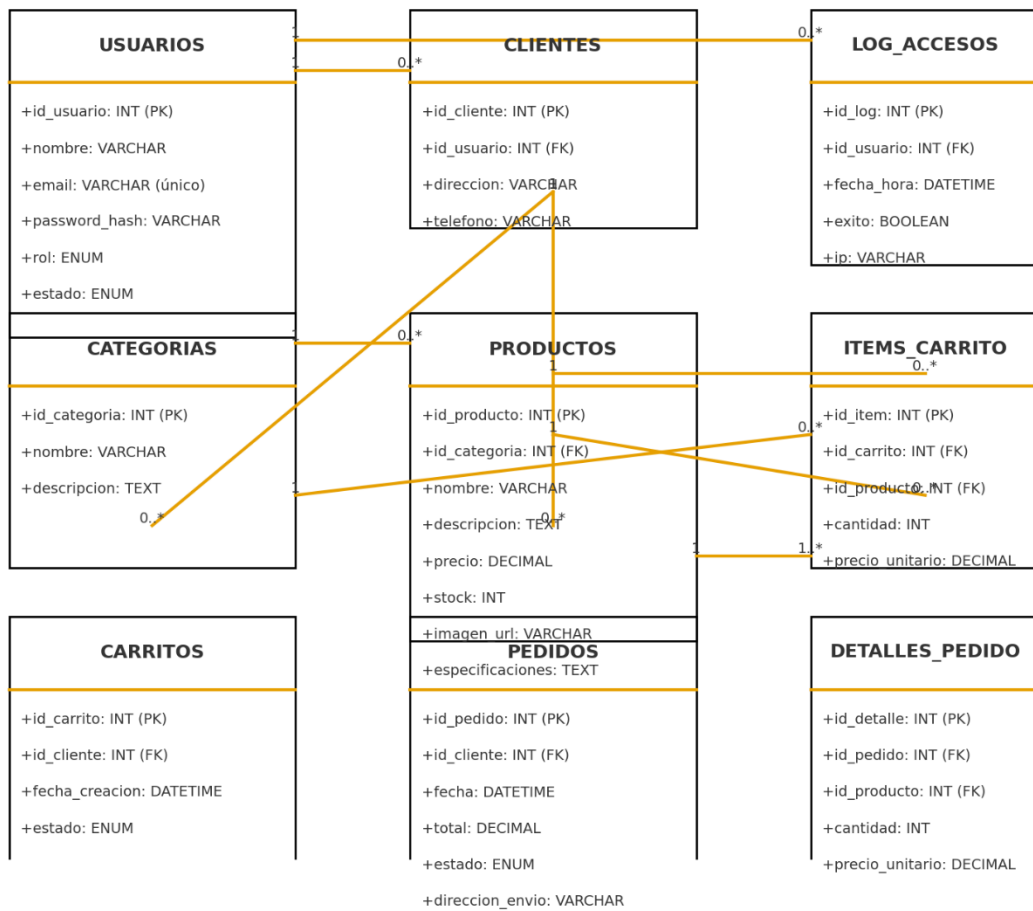 USUARIOS
+id_usuario: INT (PK)
+nombre: VARCHAR
+email: VARCHAR (único)
+password_hash: VARCHAR
+rol: ENUM
+estado: ENUM
1
1
0..*
0..*
CLIENTES
+id_cliente: INT (PK)
+id_usuario: INT (FK)
+direccion: VARCHAR
+telefono: VARCHAR
1
LOG_ACCESOS
+id_log: INT (PK)
+id_usuario: INT (FK)
+fecha_hora: DATETIME
+exito: BOOLEAN
+ip: VARCHAR
CATEGORIAS
+id_categoria: INT (PK)
+nombre: VARCHAR
+descripcion: TEXT
0..*
1
0..*
1
PRODUCTOS
1
+id_producto: INT (PK)
1
+id_categoria: INT (FK)
+nombre: VARCHAR
+descripcion: TEXT
0..*
+precio: DECIMAL
+stock: INT
+imagen_url: VARCHAR
+especificaciones: TEXT
1
1..*
0..*
ITEMS_CARRITO
0..*
+id_item: INT (PK)
+id_carrito: INT (FK)
+id_producto: INT (FK)
0..*
+cantidad: INT
+precio_unitario: DECIMAL
CARRITOS
+id_carrito: INT (PK)
+id_cliente: INT (FK)
+fecha_creacion: DATETIME
+estado: ENUM
PEDIDOS
+id_pedido: INT (PK)
+id_cliente: INT (FK)
+fecha: DATETIME
+total: DECIMAL
+estado: ENUM
+direccion_envio: VARCHAR
DETALLES_PEDIDO
+id_detalle: INT (PK)
+id_pedido: INT (FK)
+id_producto: INT (FK)
+cantidad: INT
+precio_unitario: DECIMAL